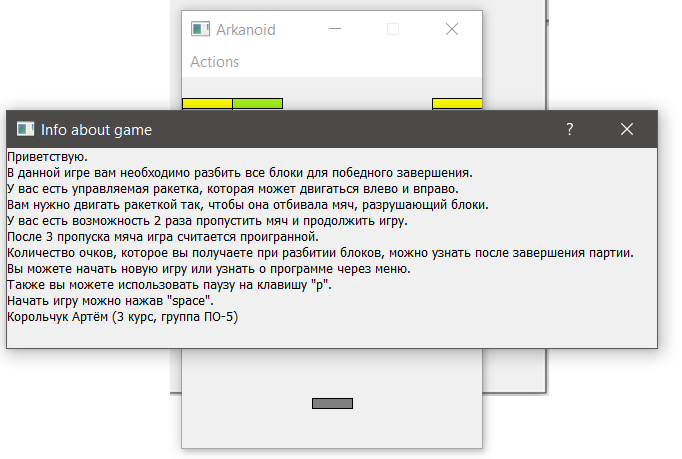 Arkanoid
Actions
Info about game
Приветствую.
В данной игре вам необходимо разбить все блоки для победного завершения.
У вас есть управляемая ракетка, которая может двигаться влево и вправо.
Вам нужно двигать ракеткой так, чтобы она отбивала мяч, разрушающий блоки.
У вас есть возможность 2 раза пропустить мяч и продолжить игру.
После 3 пропуска мяча игра считается проигранной.
Количество очков, которое вы получаете при разбитии блоков, можно узнать после завершения партии.
Вы можете начать новую игру или узнать о программе через меню.
Также вы можете использовать паузу на клавишу "p".
Начать игру можно нажав "space".
Корольчук Артём (3 курс, группа ПО-5)